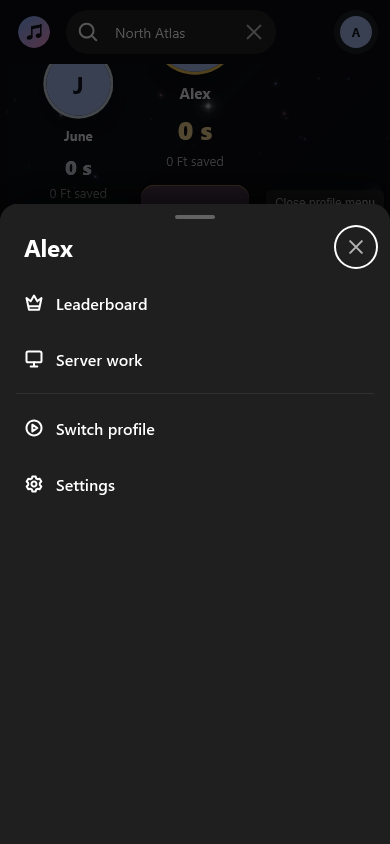 North Atlas
A
J
Alex
June
0 s
0 s
0 Ft saved
0 Ft saved
Close profile menu
Alex
Leaderboard
Server work
Switch profile
Settings